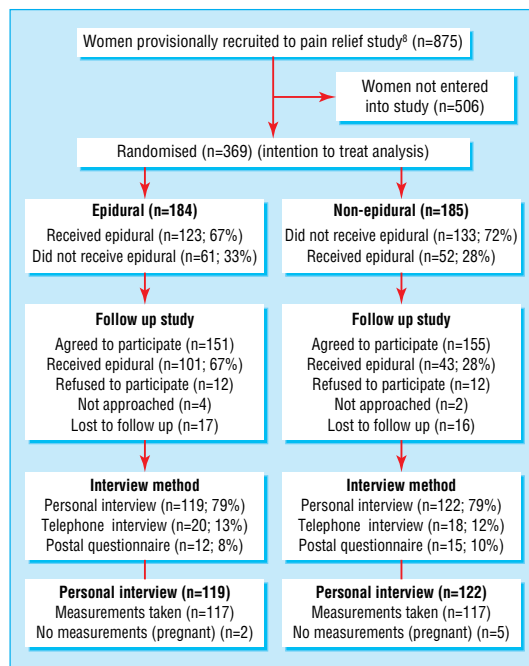 Women provisionally recruited to pain relief study⁸ (n=875)
Women not entered
into study (n=506)
Randomised (n=369) (intention to treat analysis)
Epidural (n=184)
Received epidural (n=123; 67%)
Did not receive epidural (n=61; 33%)
Non-epidural (n=185)
Did not receive epidural (n=133; 72%)
Received epidural (n=52; 28%)
Follow up study
Agreed to participate (n=151)
Received epidural (n=101; 67%)
Refused to participate (n=12)
Not approached (n=4)
Lost to follow up (n=17)
Follow up study
Agreed to participate (n=155)
Received epidural (n=43; 28%)
Refused to participate (n=12)
Not approached (n=2)
Lost to follow up (n=16)
Interview method
Personal interview (n=119; 79%)
Telephone interview (n=20; 13%)
Postal questionnaire (n=12; 8%)
Interview method
Personal interview (n=122; 79%)
Telephone interview (n=18; 12%)
Postal questionnaire (n=15; 10%)
Personal interview (n=119)
Measurements taken (n=117)
No measurements (pregnant) (n=2)
Personal interview (n=122)
Measurements taken (n=117)
No measurements (pregnant) (n=5)